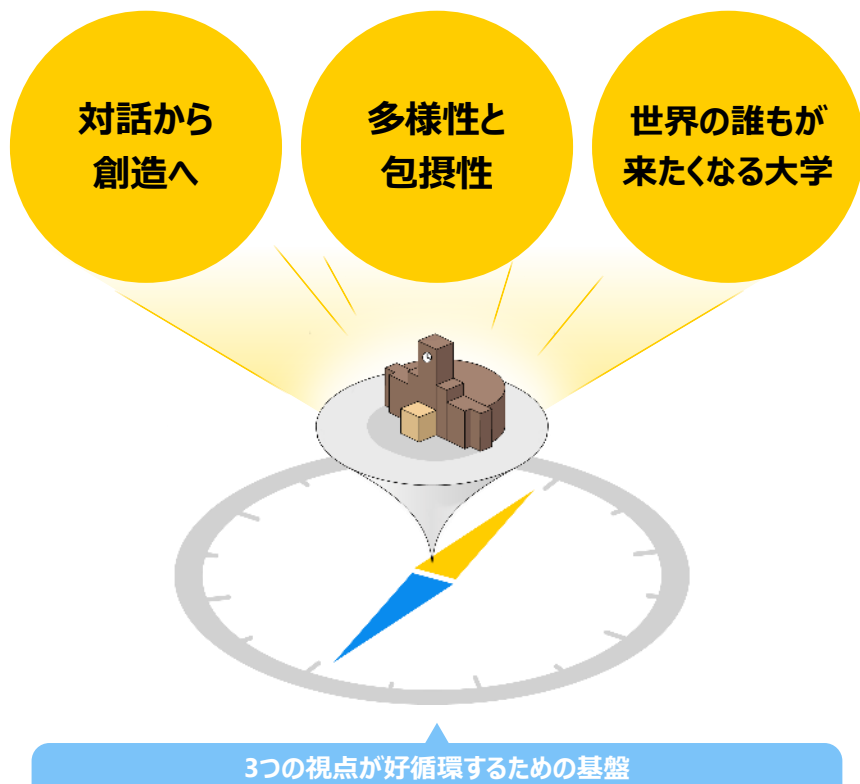 対話から
創造へ
多様性と
包摂性
世界の誰もが
来たくなる大学
3つの視点が好循環するための基盤